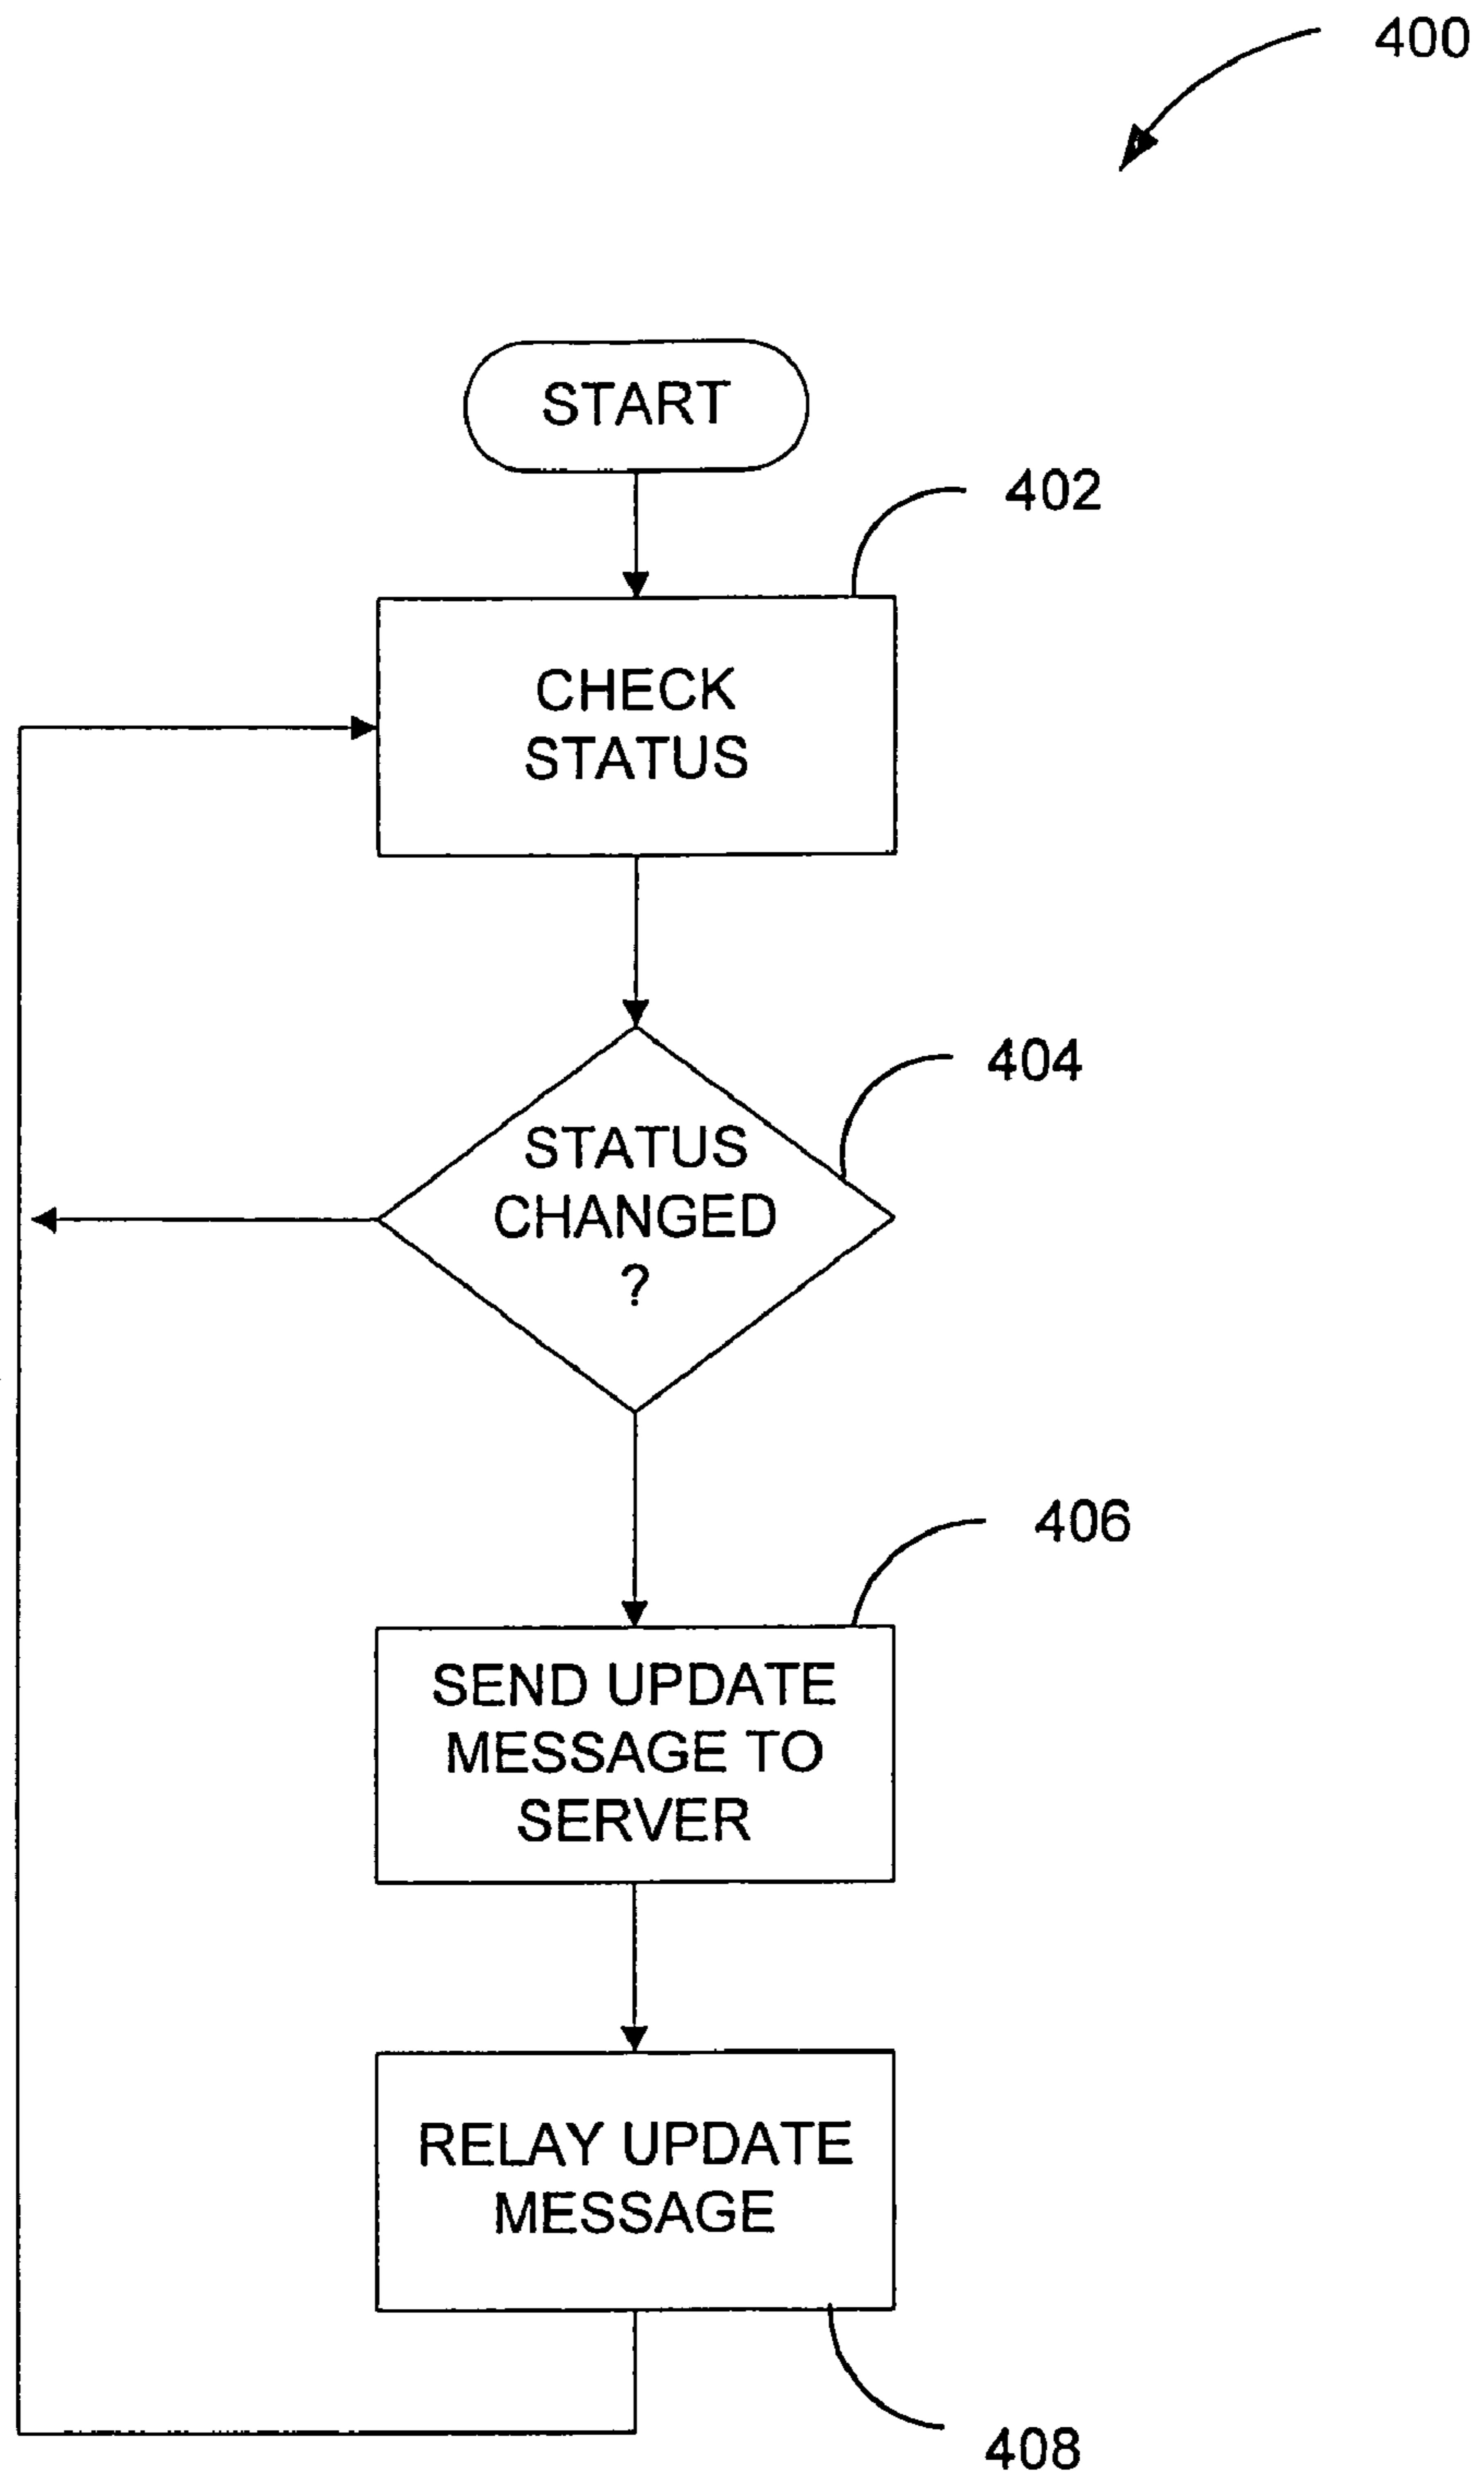 400
START
402
CHECK
STATUS
404
STATUS
CHANGED
?
406
SEND UPDATE
MESSAGE TO
SERVER
RELAY UPDATE
MESSAGE
408